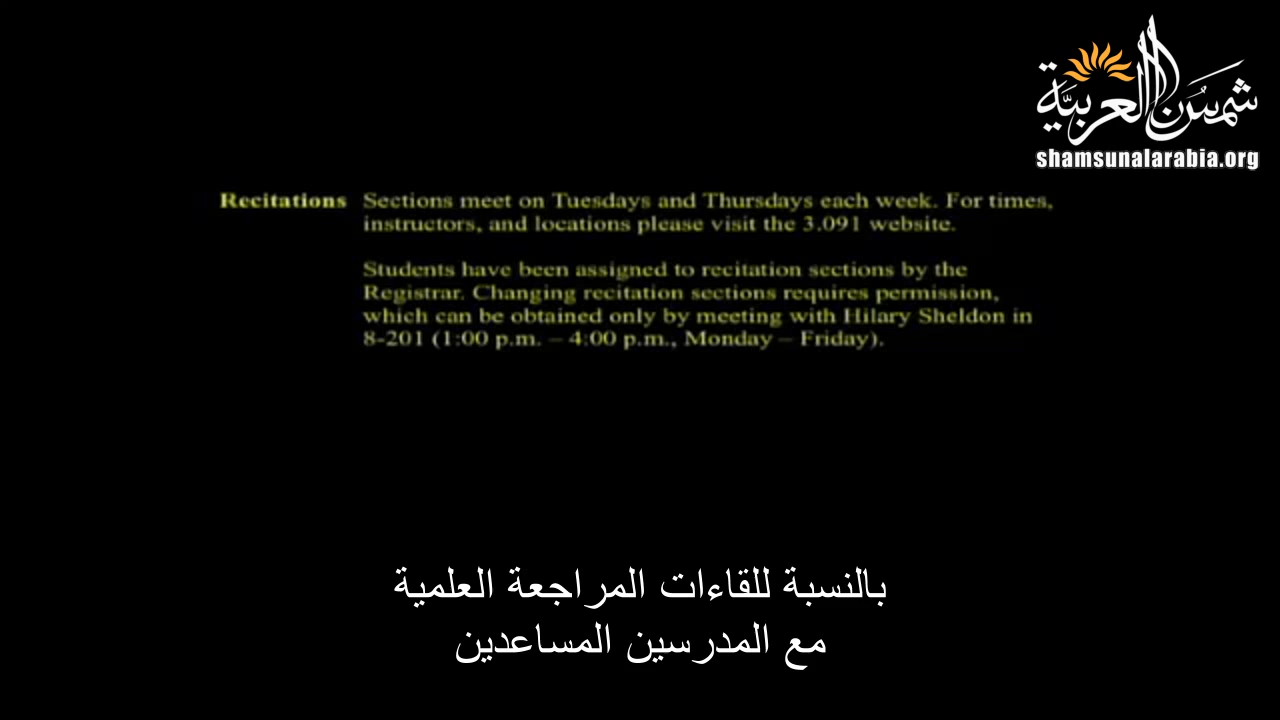 شمس العربية
shamsunalarabia.org
Recitations Sections meet on Tuesdays and Thursdays each week. For times,
instructors, and locations please visit the 3.091 website.
Students have been assigned to recitation sections by the
Registrar. Changing recitation sections requires permission,
which can be obtained only by meeting with Hilary Sheldon in
8-201 (1:00 p.m. – 4:00 p.m., Monday – Friday).
بالنسبة للقاءات المراجعة العلمية
مع المدرسين المساعدين